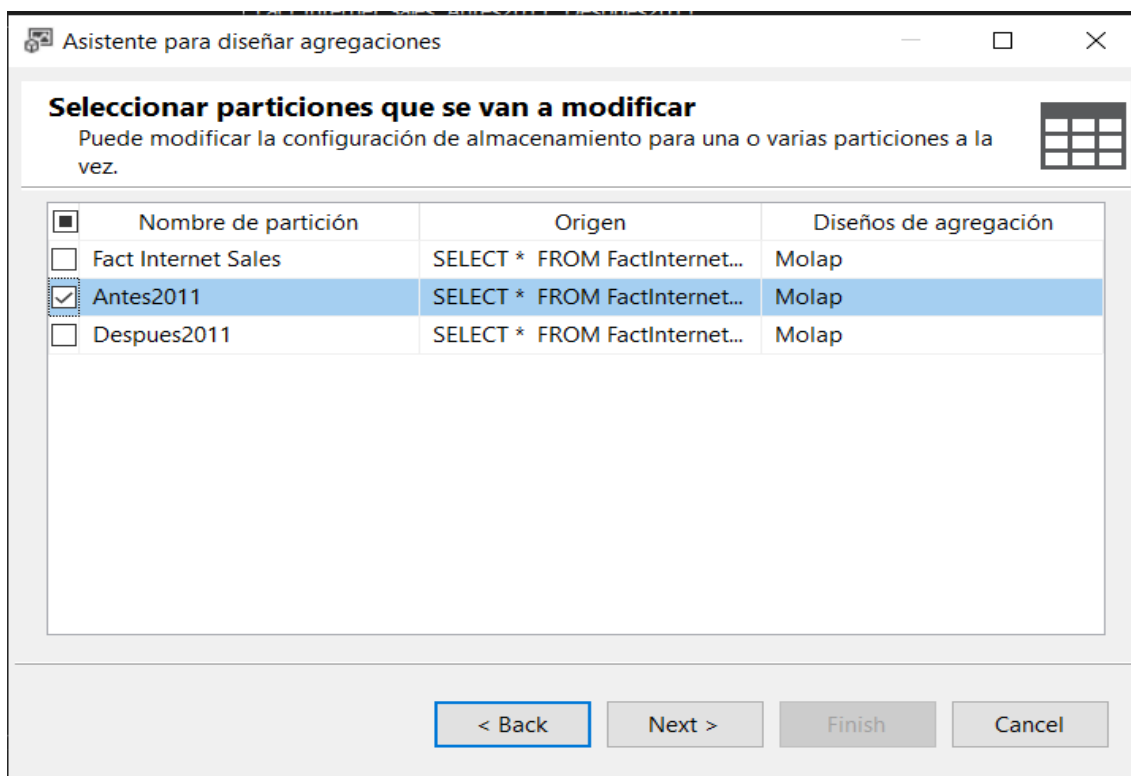 Asistente para diseñar agregaciones
Seleccionar particiones que se van a modificar
Puede modificar la configuración de almacenamiento para una o varias particiones a la
vez.
Nombre de partición Origen Diseños de agregación
Fact Internet Sales SELECT * FROM FactInternet... Molap
Antes2011 SELECT * FROM FactInternet... Molap
Despues2011 SELECT * FROM FactInternet... Molap
< Back Next > Finish Cancel